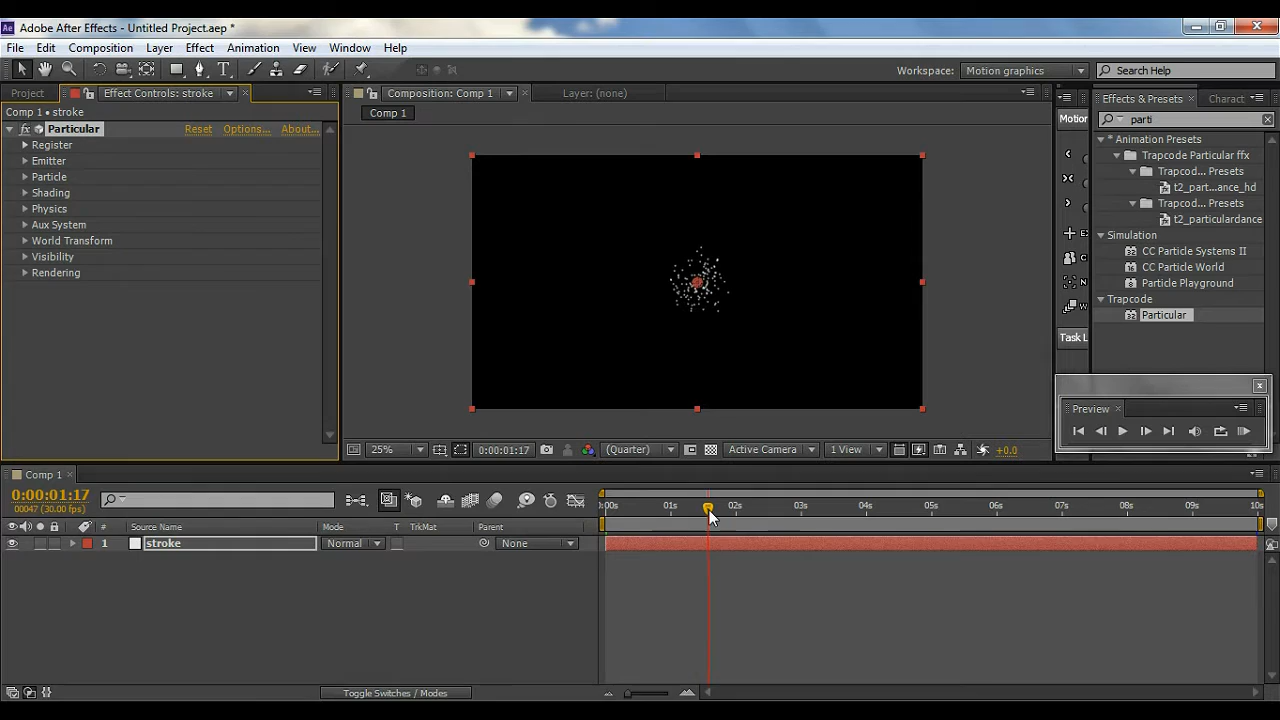 Adobe After Effects - Untitled Project.aep *
File Edit Composition Layer Effect Animation View Window Help
Workspace: Motion graphics Search Help
Project Effect Controls: stroke Composition: Comp 1 Layer: (none) Effects & Presets Charact
Comp 1 • stroke
Comp 1
Motion
parti
fx Particular Reset Options... About...
Register
Emitter
Particle
Shading
Physics
Aux System
World Transform
Visibility
Rendering
* Animation Presets
Trapcode Particular ffx
Trapcod... Presets
t2_part...ance_hd
Trapcod... Presets
t2_particulardance
Simulation
CC Particle Systems II
CC Particle World
Particle Playground
Trapcode
Particular
Task L
Preview
25% 0:00:01:17 (Quarter) Active Camera 1 View +0.0
Comp 1
0:00:01:17
00047 (30.00 fps)
:00s 01s 02s 03s 04s 05s 06s 07s 08s 09s 10s
# Source Name Mode T TrkMat Parent
1 stroke Normal None
Toggle Switches / Modes